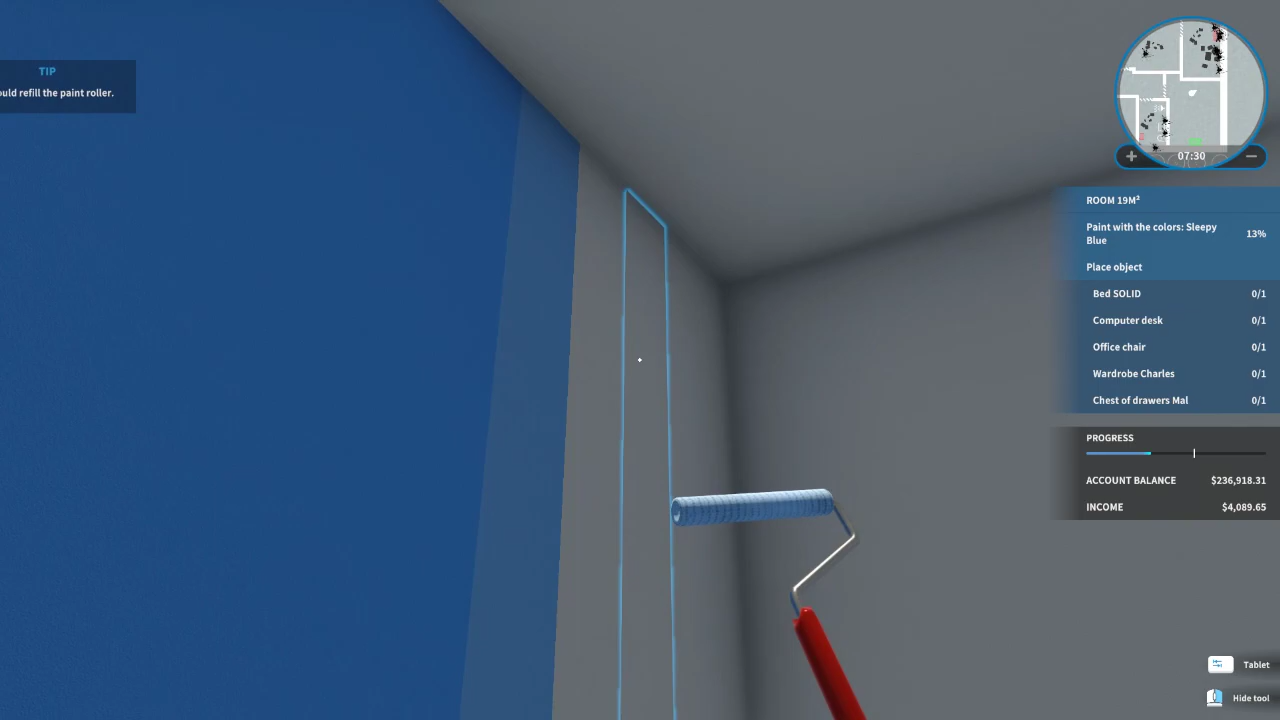 TIP
uld refill the paint roller.
07:30
ROOM 19M²
Paint with the colors: Sleepy
Blue
13%
Place object
Bed SOLID 0/1
Computer desk 0/1
Office chair 0/1
Wardrobe Charles 0/1
Chest of drawers Mal 0/1
PROGRESS
ACCOUNT BALANCE $236,918.31
INCOME $4,089.65
Tablet
Hide tool